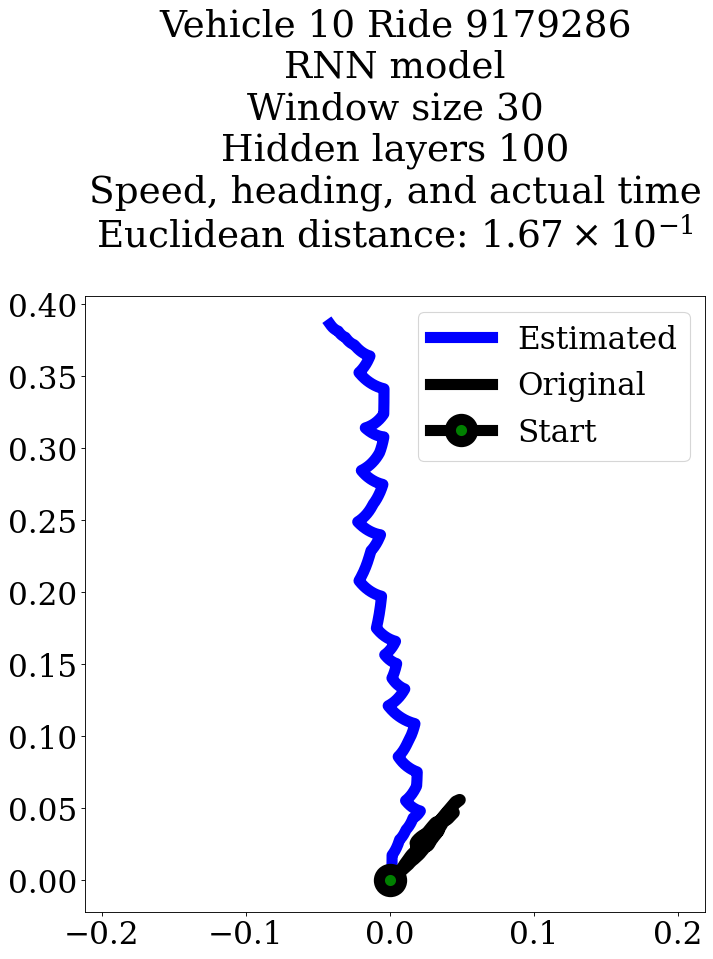 Vehicle 10 Ride 9179286
RNN model
Window size 30
Hidden layers 100
Speed, heading, and actual time
Euclidean distance: 1.67 × 10⁻¹
0.40
0.35
0.30
0.25
0.20
0.15
0.10
0.05
0.00
Estimated
Original
Start
−0.2 −0.1 0.0 0.1 0.2